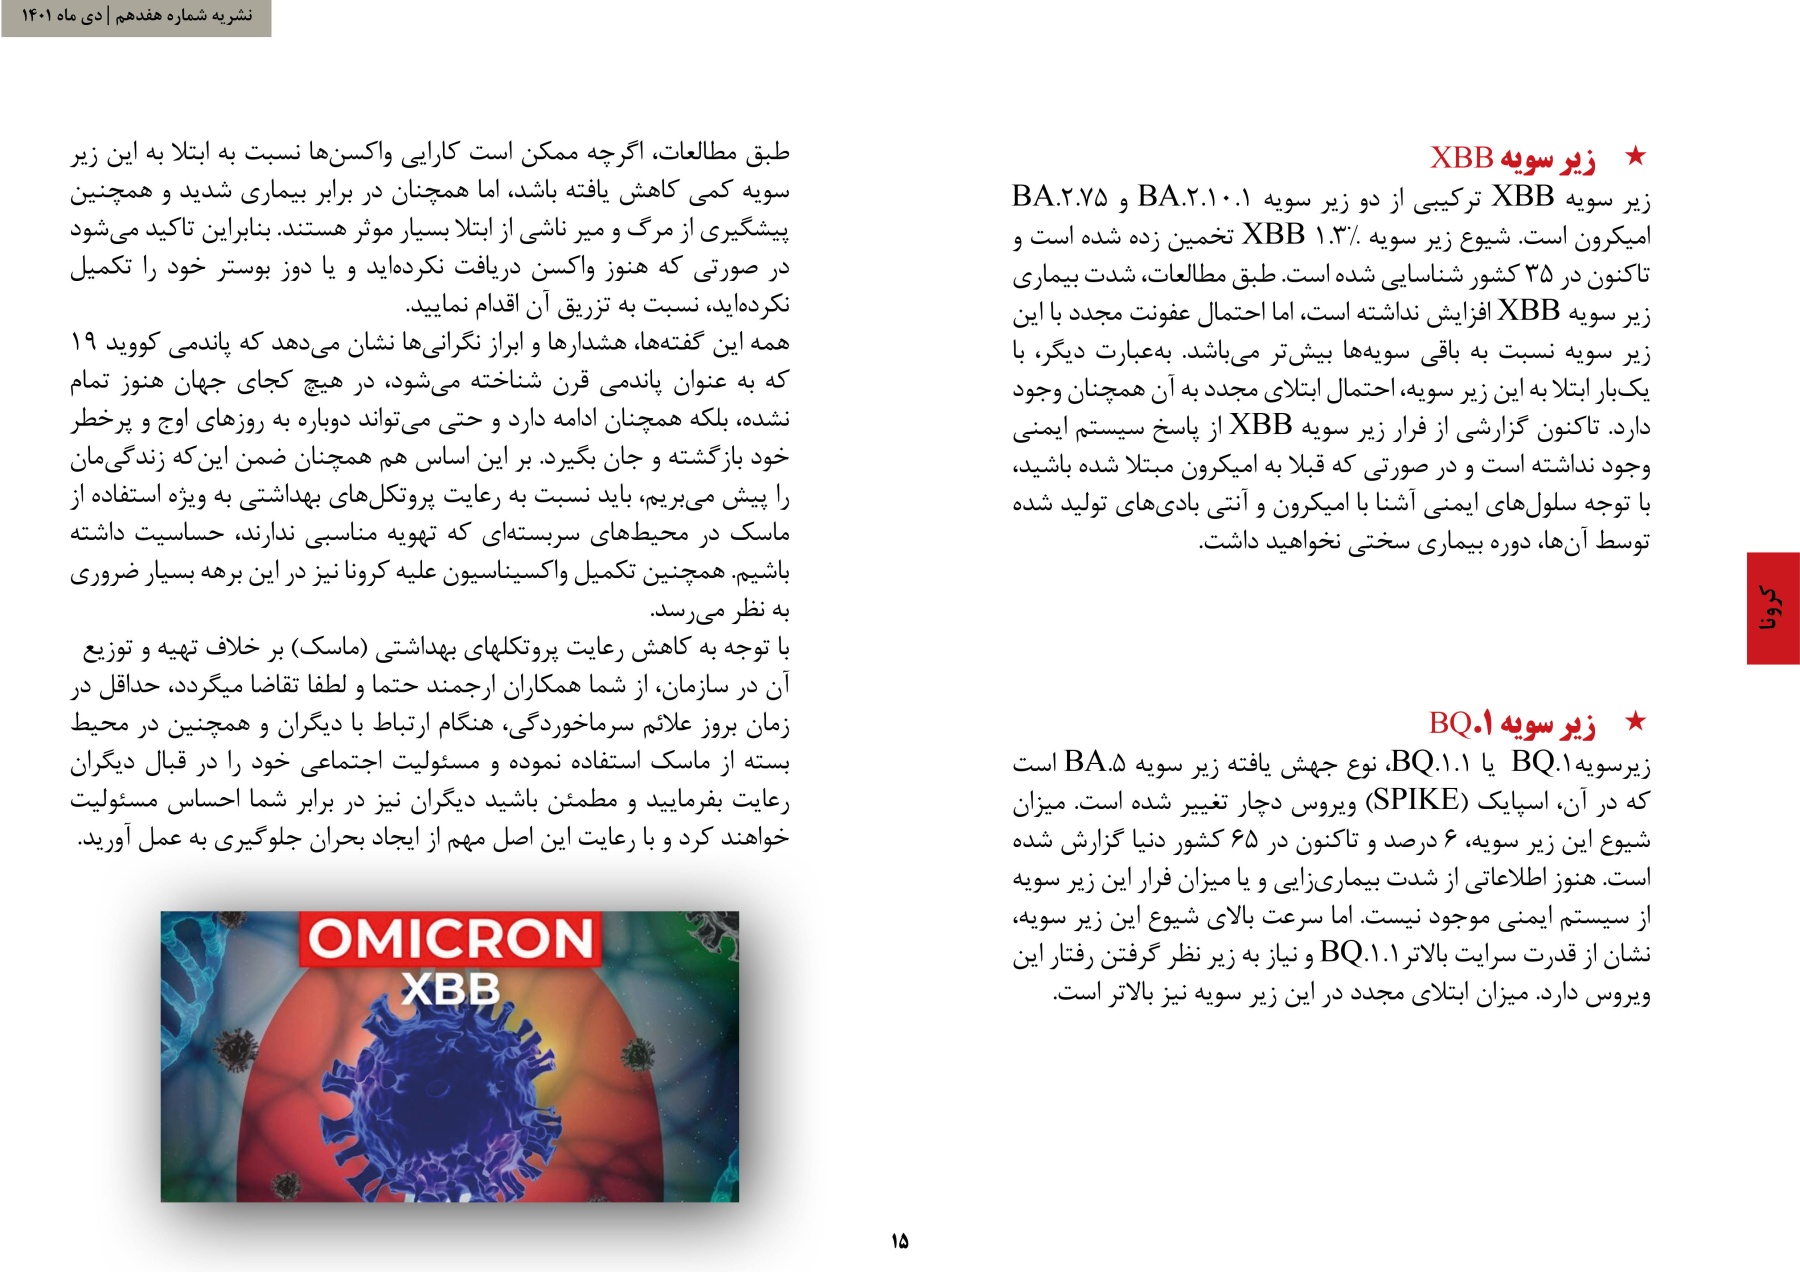 نشریه شماره هفدهم | دی ماه ۱۴۰۱
★ زیر سویه XBB
زیر سویه XBB ترکیبی از دو زیر سویه BA.۲.۱۰.۱ و BA.۲.۷۵
امیکرون است. شیوع زیر سویه XBB ۱.۳٪ تخمین زده شده است و
تاکنون در ۳۵ کشور شناسایی شده است. طبق مطالعات، شدت بیماری
زیر سویه XBB افزایش نداشته است، اما احتمال عفونت مجدد با این
زیر سویه نسبت به باقی سویه‌ها بیش‌تر می‌باشد. به‌عبارت دیگر، با
یک‌بار ابتلا به این زیر سویه، احتمال ابتلای مجدد به آن همچنان وجود
دارد. تاکنون گزارشی از فرار زیر سویه XBB از پاسخ سیستم ایمنی
وجود نداشته است و در صورتی که قبلا به امیکرون مبتلا شده باشید،
با توجه سلول‌های ایمنی آشنا با امیکرون و آنتی بادی‌های تولید شده
توسط آن‌ها، دوره بیماری سختی نخواهید داشت.
کرونا
★ زیر سویه BQ.۱
زیرسویه BQ.۱ یا BQ.۱.۱، نوع جهش یافته زیر سویه BA.۵ است
که در آن، اسپایک (SPIKE) ویروس دچار تغییر شده است. میزان
شیوع این زیر سویه، ۶ درصد و تاکنون در ۶۵ کشور دنیا گزارش شده
است. هنوز اطلاعاتی از شدت بیماری‌زایی و یا میزان فرار این زیر سویه
از سیستم ایمنی موجود نیست. اما سرعت بالای شیوع این زیر سویه،
نشان از قدرت سرایت بالاتر BQ.۱.۱ و نیاز به زیر نظر گرفتن رفتار این
ویروس دارد. میزان ابتلای مجدد در این زیر سویه نیز بالاتر است.
طبق مطالعات، اگرچه ممکن است کارایی واکسن‌ها نسبت به ابتلا به این زیر
سویه کمی کاهش یافته باشد، اما همچنان در برابر بیماری شدید و همچنین
پیشگیری از مرگ و میر ناشی از ابتلا بسیار موثر هستند. بنابراین تاکید می‌شود
در صورتی که هنوز واکسن دریافت نکرده‌اید و یا دوز بوستر خود را تکمیل
نکرده‌اید، نسبت به تزریق آن اقدام نمایید.
همه این گفته‌ها، هشدارها و ابراز نگرانی‌ها نشان می‌دهد که پاندمی کووید ۱۹
که به عنوان پاندمی قرن شناخته می‌شود، در هیچ کجای جهان هنوز تمام
نشده، بلکه همچنان ادامه دارد و حتی می‌تواند دوباره به روزهای اوج و پرخطر
خود بازگشته و جان بگیرد. بر این اساس هم همچنان ضمن این‌که زندگی‌مان
را پیش می‌بریم، باید نسبت به رعایت پروتکل‌های بهداشتی به ویژه استفاده از
ماسک در محیط‌های سربسته‌ای که تهویه مناسبی ندارند، حساسیت داشته
باشیم. همچنین تکمیل واکسیناسیون علیه کرونا نیز در این برهه بسیار ضروری
به نظر می‌رسد.
با توجه به کاهش رعایت پروتکلهای بهداشتی (ماسک) بر خلاف تهیه و توزیع
آن در سازمان، از شما همکاران ارجمند حتما و لطفا تقاضا میگردد، حداقل در
زمان بروز علائم سرماخوردگی، هنگام ارتباط با دیگران و همچنین در محیط
بسته از ماسک استفاده نموده و مسئولیت اجتماعی خود را در قبال دیگران
رعایت بفرمایید و مطمئن باشید دیگران نیز در برابر شما احساس مسئولیت
خواهند کرد و با رعایت این اصل مهم از ایجاد بحران جلوگیری به عمل آورید.
OMICRON
XBB
۱۵